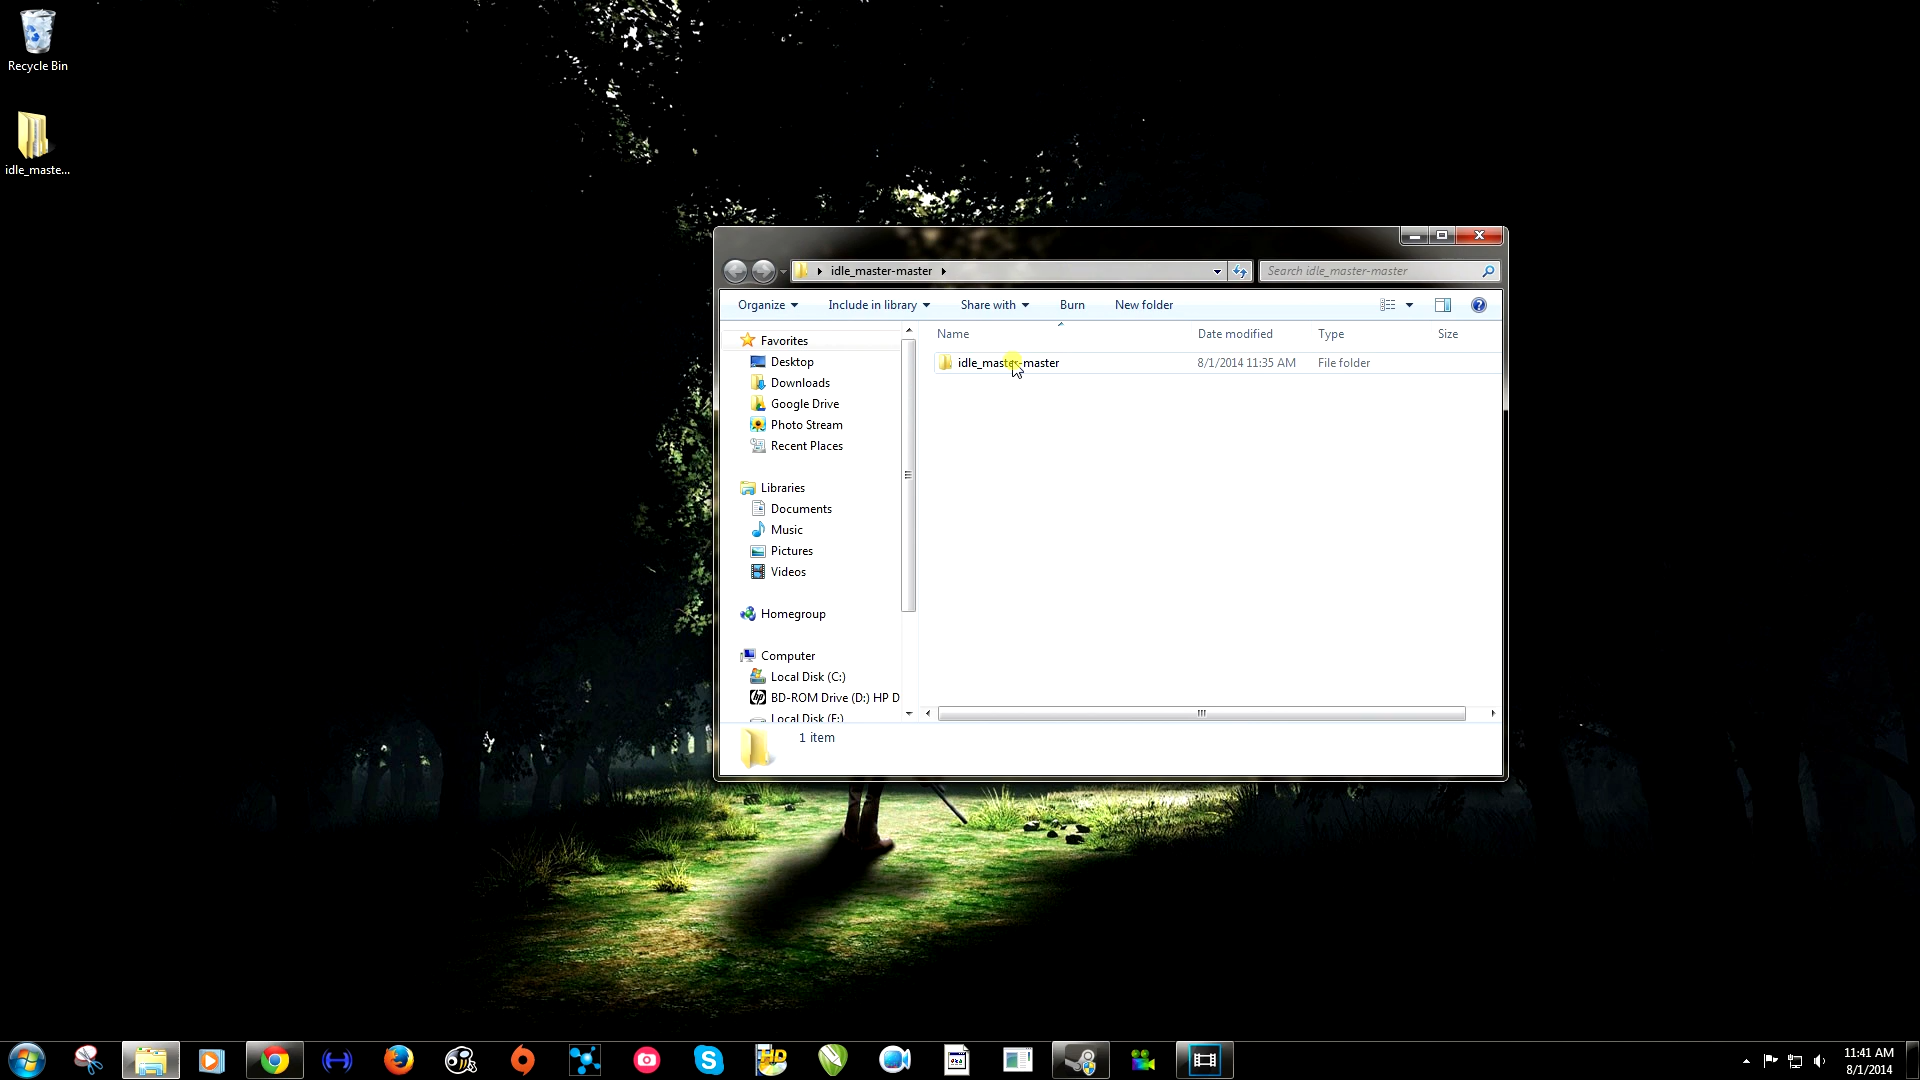 Recycle Bin
idle_maste...
idle_master-master
Search idle_master-master
Organize
Include in library
Share with
Burn
New folder
Name
Date modified
Type
Size
Favorites
Desktop
Downloads
Google Drive
Photo Stream
Recent Places
Libraries
Documents
Music
Pictures
Videos
Homegroup
Computer
Local Disk (C:)
BD-ROM Drive (D:) HP D
Local Disk (E:)
idle_master-master
8/1/2014 11:35 AM
File folder
1 item
11:41 AM
8/1/2014